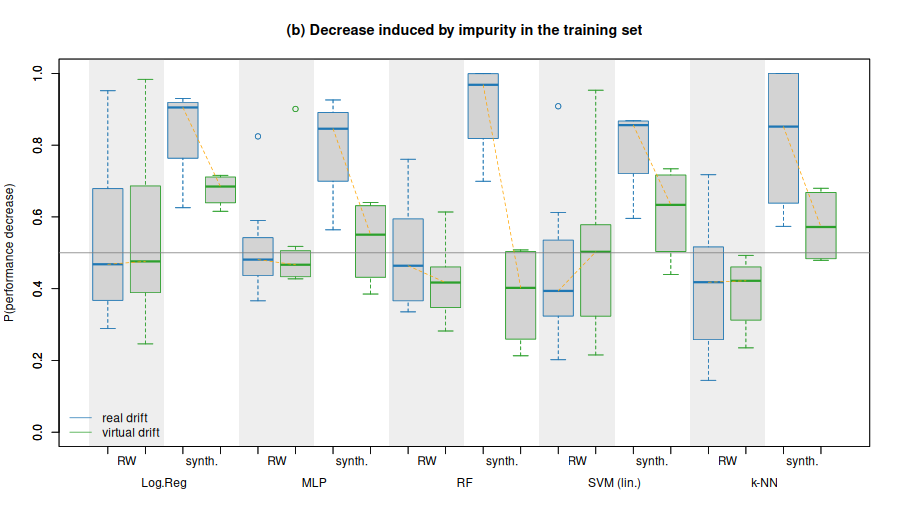 (b) Decrease induced by impurity in the training set
P(performance decrease)
1.0
0.8
0.6
0.4
0.2
0.0
real drift
virtual drift
RW synth. RW synth. RW synth. RW synth. RW synth.
Log.Reg MLP RF SVM (lin.) k-NN